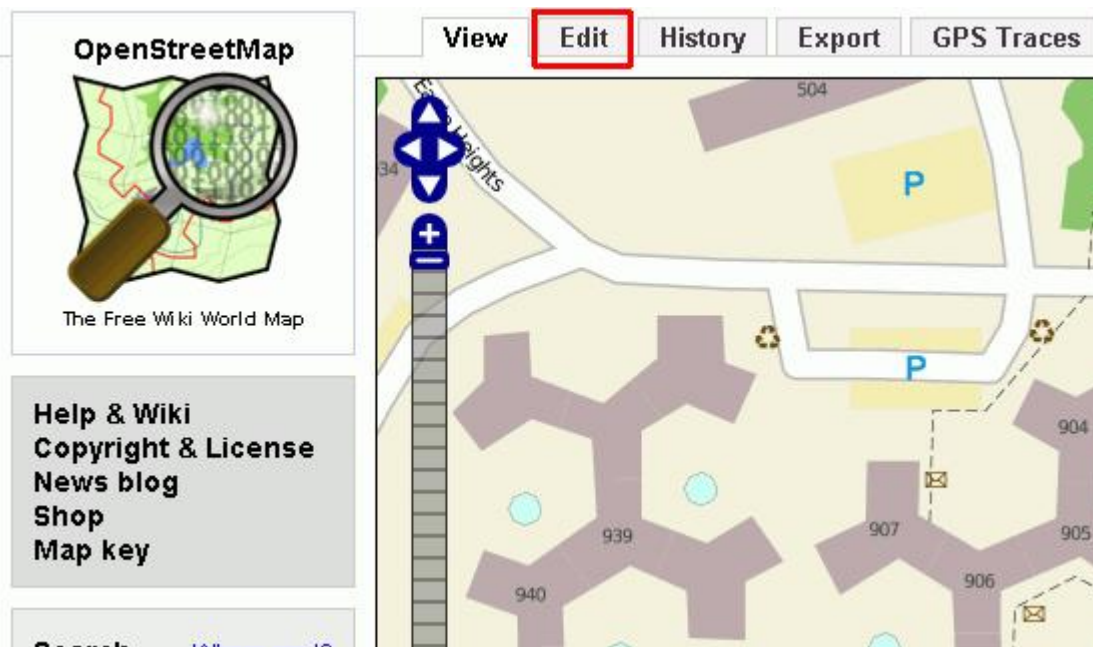 OpenStreetMap
The Free Wiki World Map
View Edit History Export GPS Traces
Help & Wiki
Copyright & License
News blog
Shop
Map key
504
Heights
34
P
P
904
939
907
905
940
906